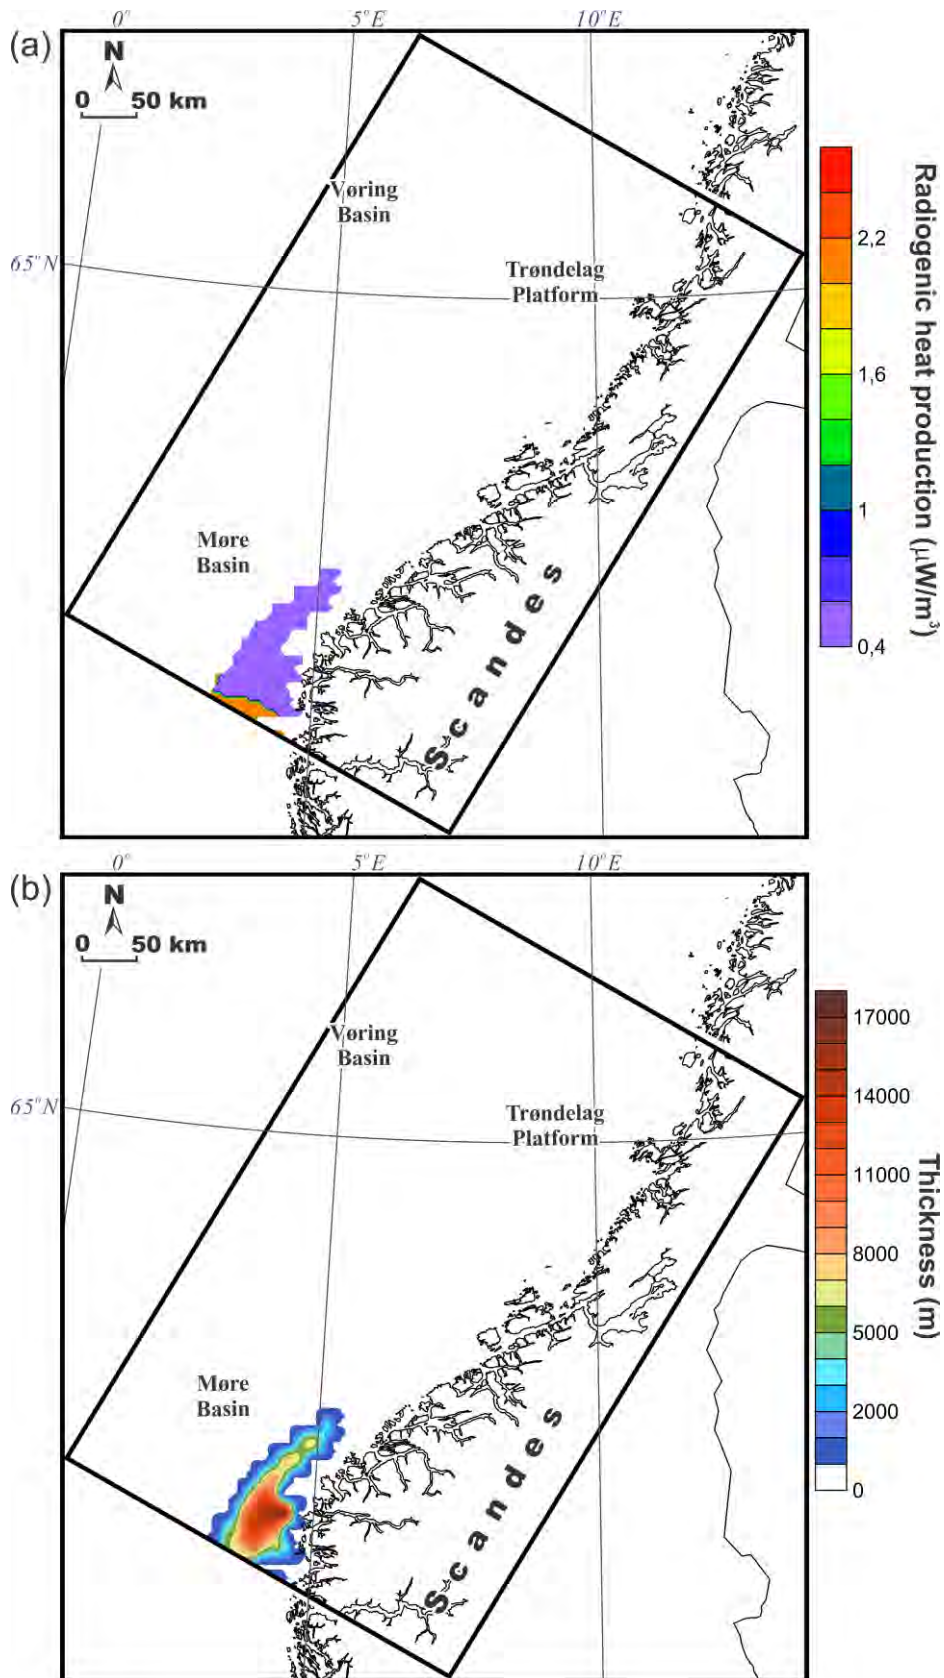 (a)
0° 5°E 10°E
N
0 50 km
Vøring
Basin
65°N
Trøndelag
Platform
Møre
Basin
Scandes
2,2
1,6
1
0,4
Radiogenic heat production (μW/m³)
(b)
0° 5°E 10°E
N
0 50 km
Vøring
Basin
65°N
Trøndelag
Platform
Møre
Basin
Scandes
17000
14000
11000
8000
5000
2000
0
Thickness (m)